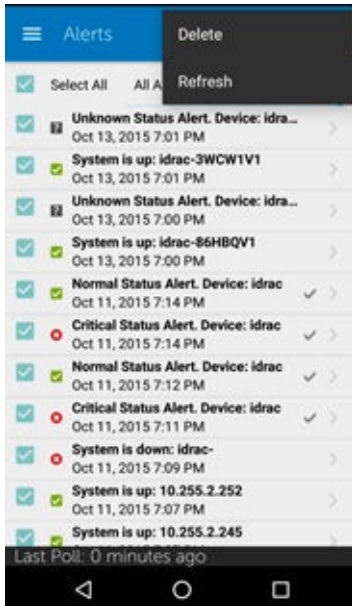 Alerts
Delete
Refresh
Select All
All A
Unknown Status Alert. Device: idra...
Oct 13, 2015 7:01 PM
System is up: idrac-3WCW1V1
Oct 13, 2015 7:01 PM
Unknown Status Alert. Device: idra...
Oct 13, 2015 7:00 PM
System is up: idrac-86HBQV1
Oct 13, 2015 7:00 PM
Normal Status Alert. Device: idrac
Oct 11, 2015 7:14 PM
Critical Status Alert. Device: idrac
Oct 11, 2015 7:14 PM
Normal Status Alert. Device: idrac
Oct 11, 2015 7:12 PM
Critical Status Alert. Device: idrac
Oct 11, 2015 7:11 PM
System is down: idrac-
Oct 11, 2015 7:09 PM
System is up: 10.255.2.252
Oct 11, 2015 7:07 PM
System is up: 10.255.2.245
Last Poll: 0 minutes ago